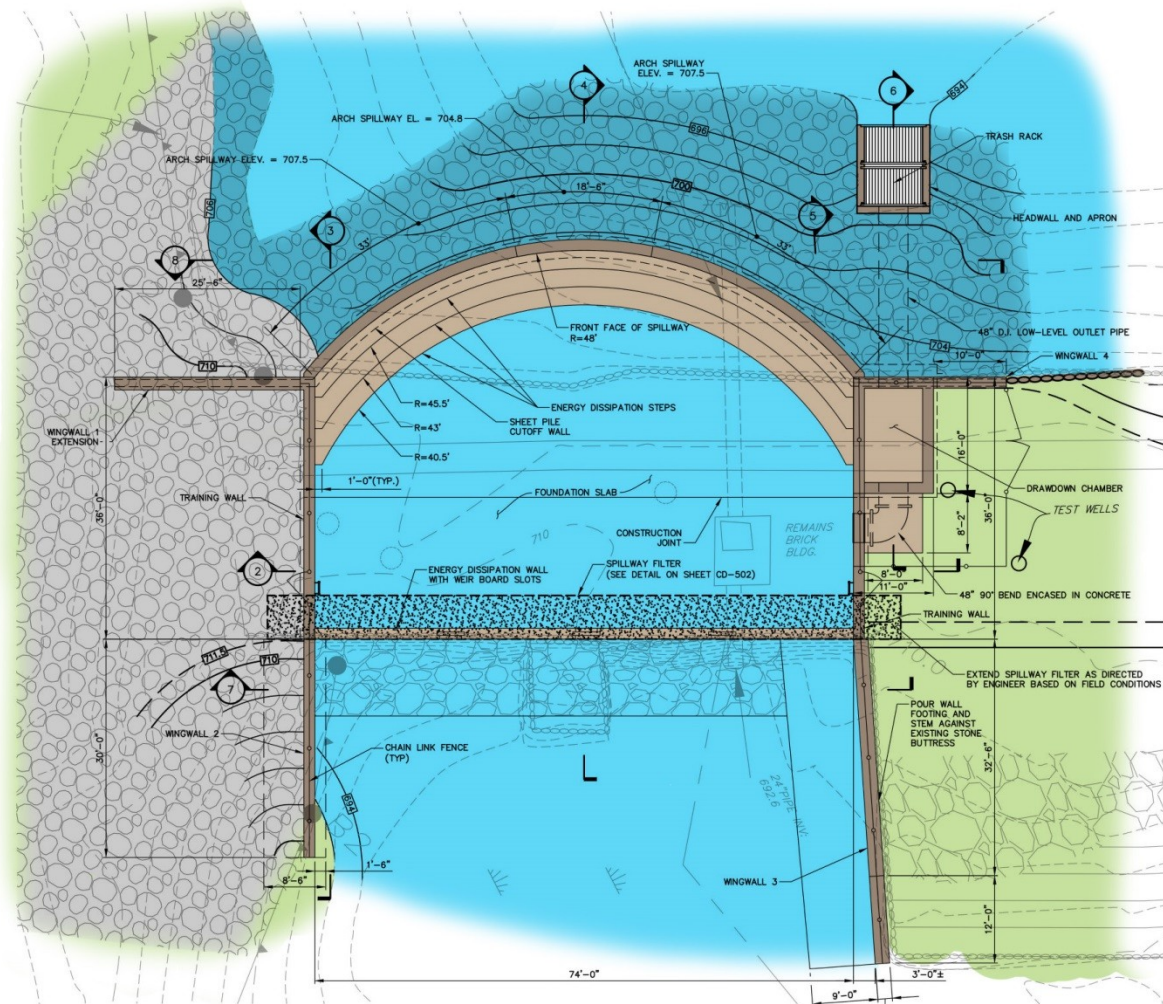 ARCH SPILLWAY
ELEV. = 707.5
4
6
694
ARCH SPILLWAY EL. = 704.8
696
TRASH RACK
ARCH SPILLWAY ELEV. = 707.5
18'-6"
700
706
3
5
HEADWALL AND APRON
33'
33'
8
25'-6"
FRONT FACE OF SPILLWAY
R=48'
48" D.I. LOW-LEVEL OUTLET PIPE
704
10'-0"
WINGWALL 4
710
R=45.5'
ENERGY DISSIPATION STEPS
R=43'
SHEET PILE
CUTOFF WALL
WINGWALL 1
EXTENSION
R=40.5'
16'-0"
1'-0"(TYP.)
DRAWDOWN CHAMBER
TRAINING WALL
FOUNDATION SLAB
36'-0"
36'-0"
TEST WELLS
CONSTRUCTION
JOINT
REMAINS
BRICK
BLDG.
710
8'-2"
2
ENERGY DISSIPATION WALL
WITH WEIR BOARD SLOTS
SPILLWAY FILTER
(SEE DETAIL ON SHEET CD-502)
8'-0"
11'-0"
48" 90° BEND ENCASED IN CONCRETE
TRAINING WALL
711.5
710
7
EXTEND SPILLWAY FILTER AS DIRECTED
BY ENGINEER BASED ON FIELD CONDITIONS
POUR WALL
FOOTING AND
STEM AGAINST
EXISTING STONE
BUTTRESS
WINGWALL 2
30'-0"
CHAIN LINK FENCE
(TYP)
24"PIPE INV.
692.6
32'-6"
694
1'-6"
8'-6"
WINGWALL 3
12'-0"
74'-0"
3'-0"±
9'-0"